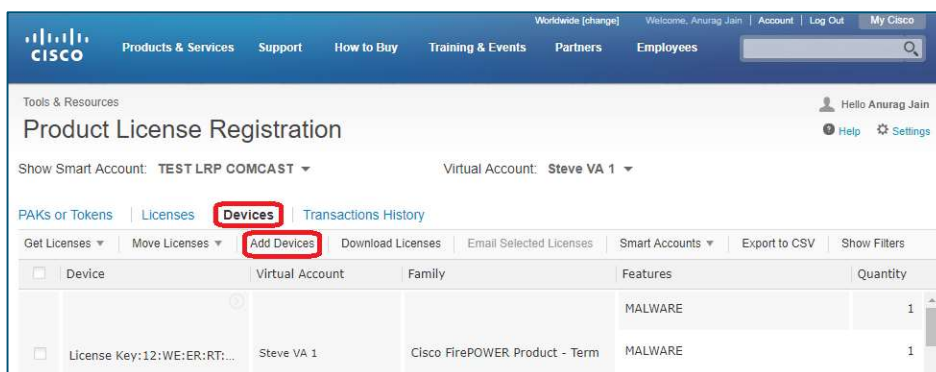 Worldwide [change] Welcome, Anurag Jain | Account | Log Out My Cisco
CISCO Products & Services Support How to Buy Training & Events Partners Employees
Tools & Resources
Hello Anurag Jain
Product License Registration
Help Settings
Show Smart Account: TEST LRP COMCAST Virtual Account: Steve VA 1
PAKs or Tokens | Licenses Devices Transactions History
Get Licenses Move Licenses Add Devices Download Licenses Email Selected Licenses Smart Accounts Export to CSV Show Filters
Device Virtual Account Family Features Quantity
MALWARE 1
License Key:12:WE:ER:RT:... Steve VA 1 Cisco FirePOWER Product - Term MALWARE 1